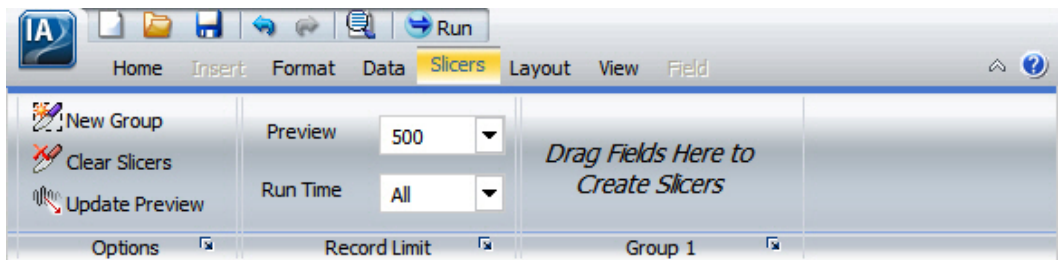 IA
Run
Home Insert Format Data Slicers Layout View Field
?
New Group
Clear Slicers
Update Preview
Options
Preview 500
Run Time All
Record Limit
Drag Fields Here to
Create Slicers
Group 1